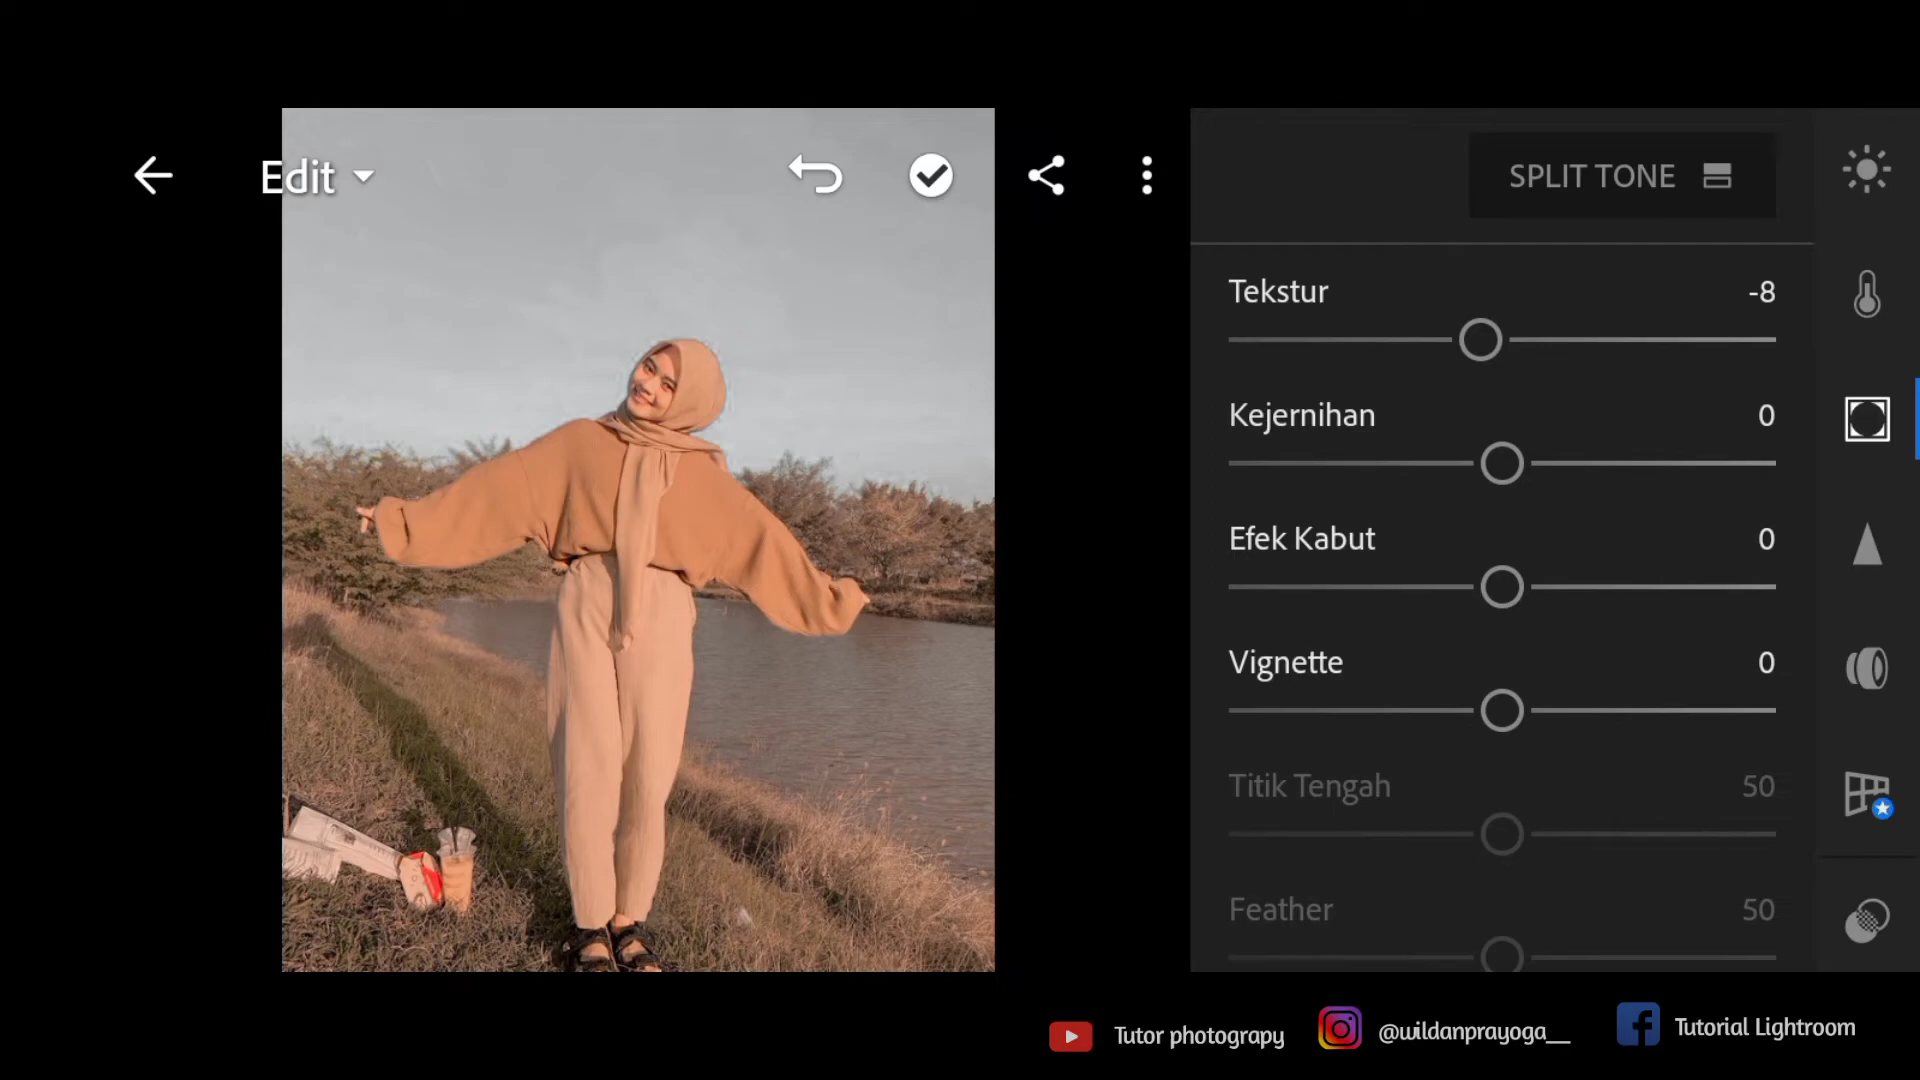 Edit
SPLIT TONE
Tekstur -8
Kejernihan 0
Efek Kabut 0
Vignette 0
Titik Tengah 50
Feather 50
Tutor photograpy
@wildanprayoga__
Tutorial Lightroom